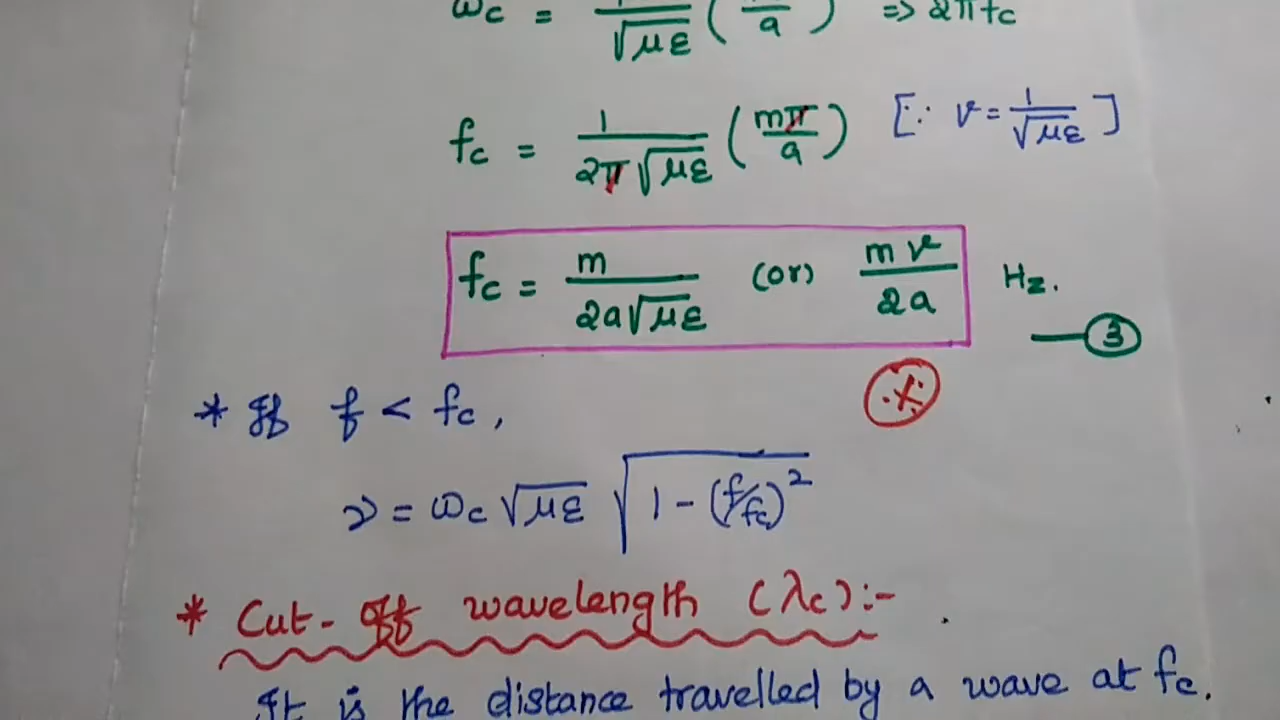 ωc = 1/√με (mπ/a) => 2πfc
fc = 1/2π√με (mπ/a) [∵ v = 1/√με]
fc = m/2a√με (or) mv/2a Hz. — ③
* If f < fc,
ν = ωc √με √1 - (f/fc)²
* Cut-off wavelength (λc):-
It is the distance travelled by a wave at fc.